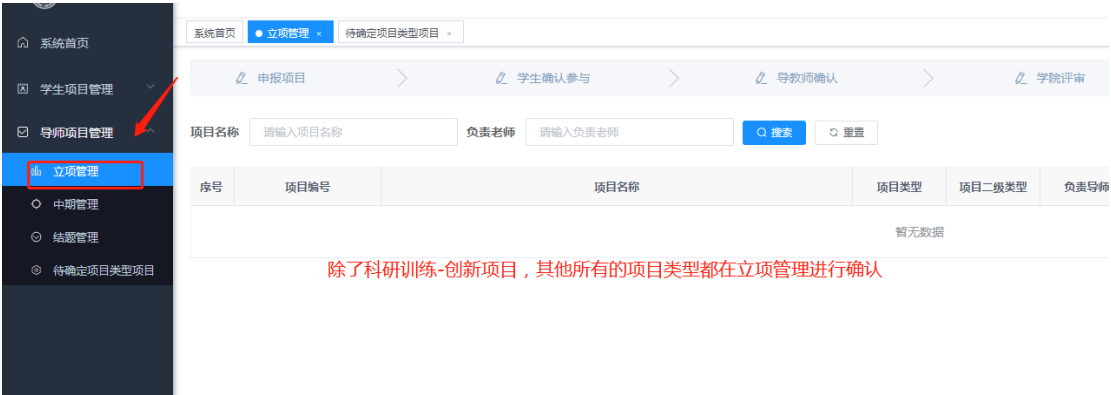 系统首页
学生项目管理
导师项目管理
立项管理
中期管理
结题管理
待确定项目类型项目
系统首页 立项管理 × 待确定项目类型项目 ×
申报项目 学生确认参与 导教师确认 学院评审
项目名称 请输入项目名称 负责老师 请输入负责老师 搜索 重置
序号 项目编号 项目名称 项目类型 项目二级类型 负责导师
暂无数据
除了科研训练-创新项目，其他所有的项目类型都在立项管理进行确认